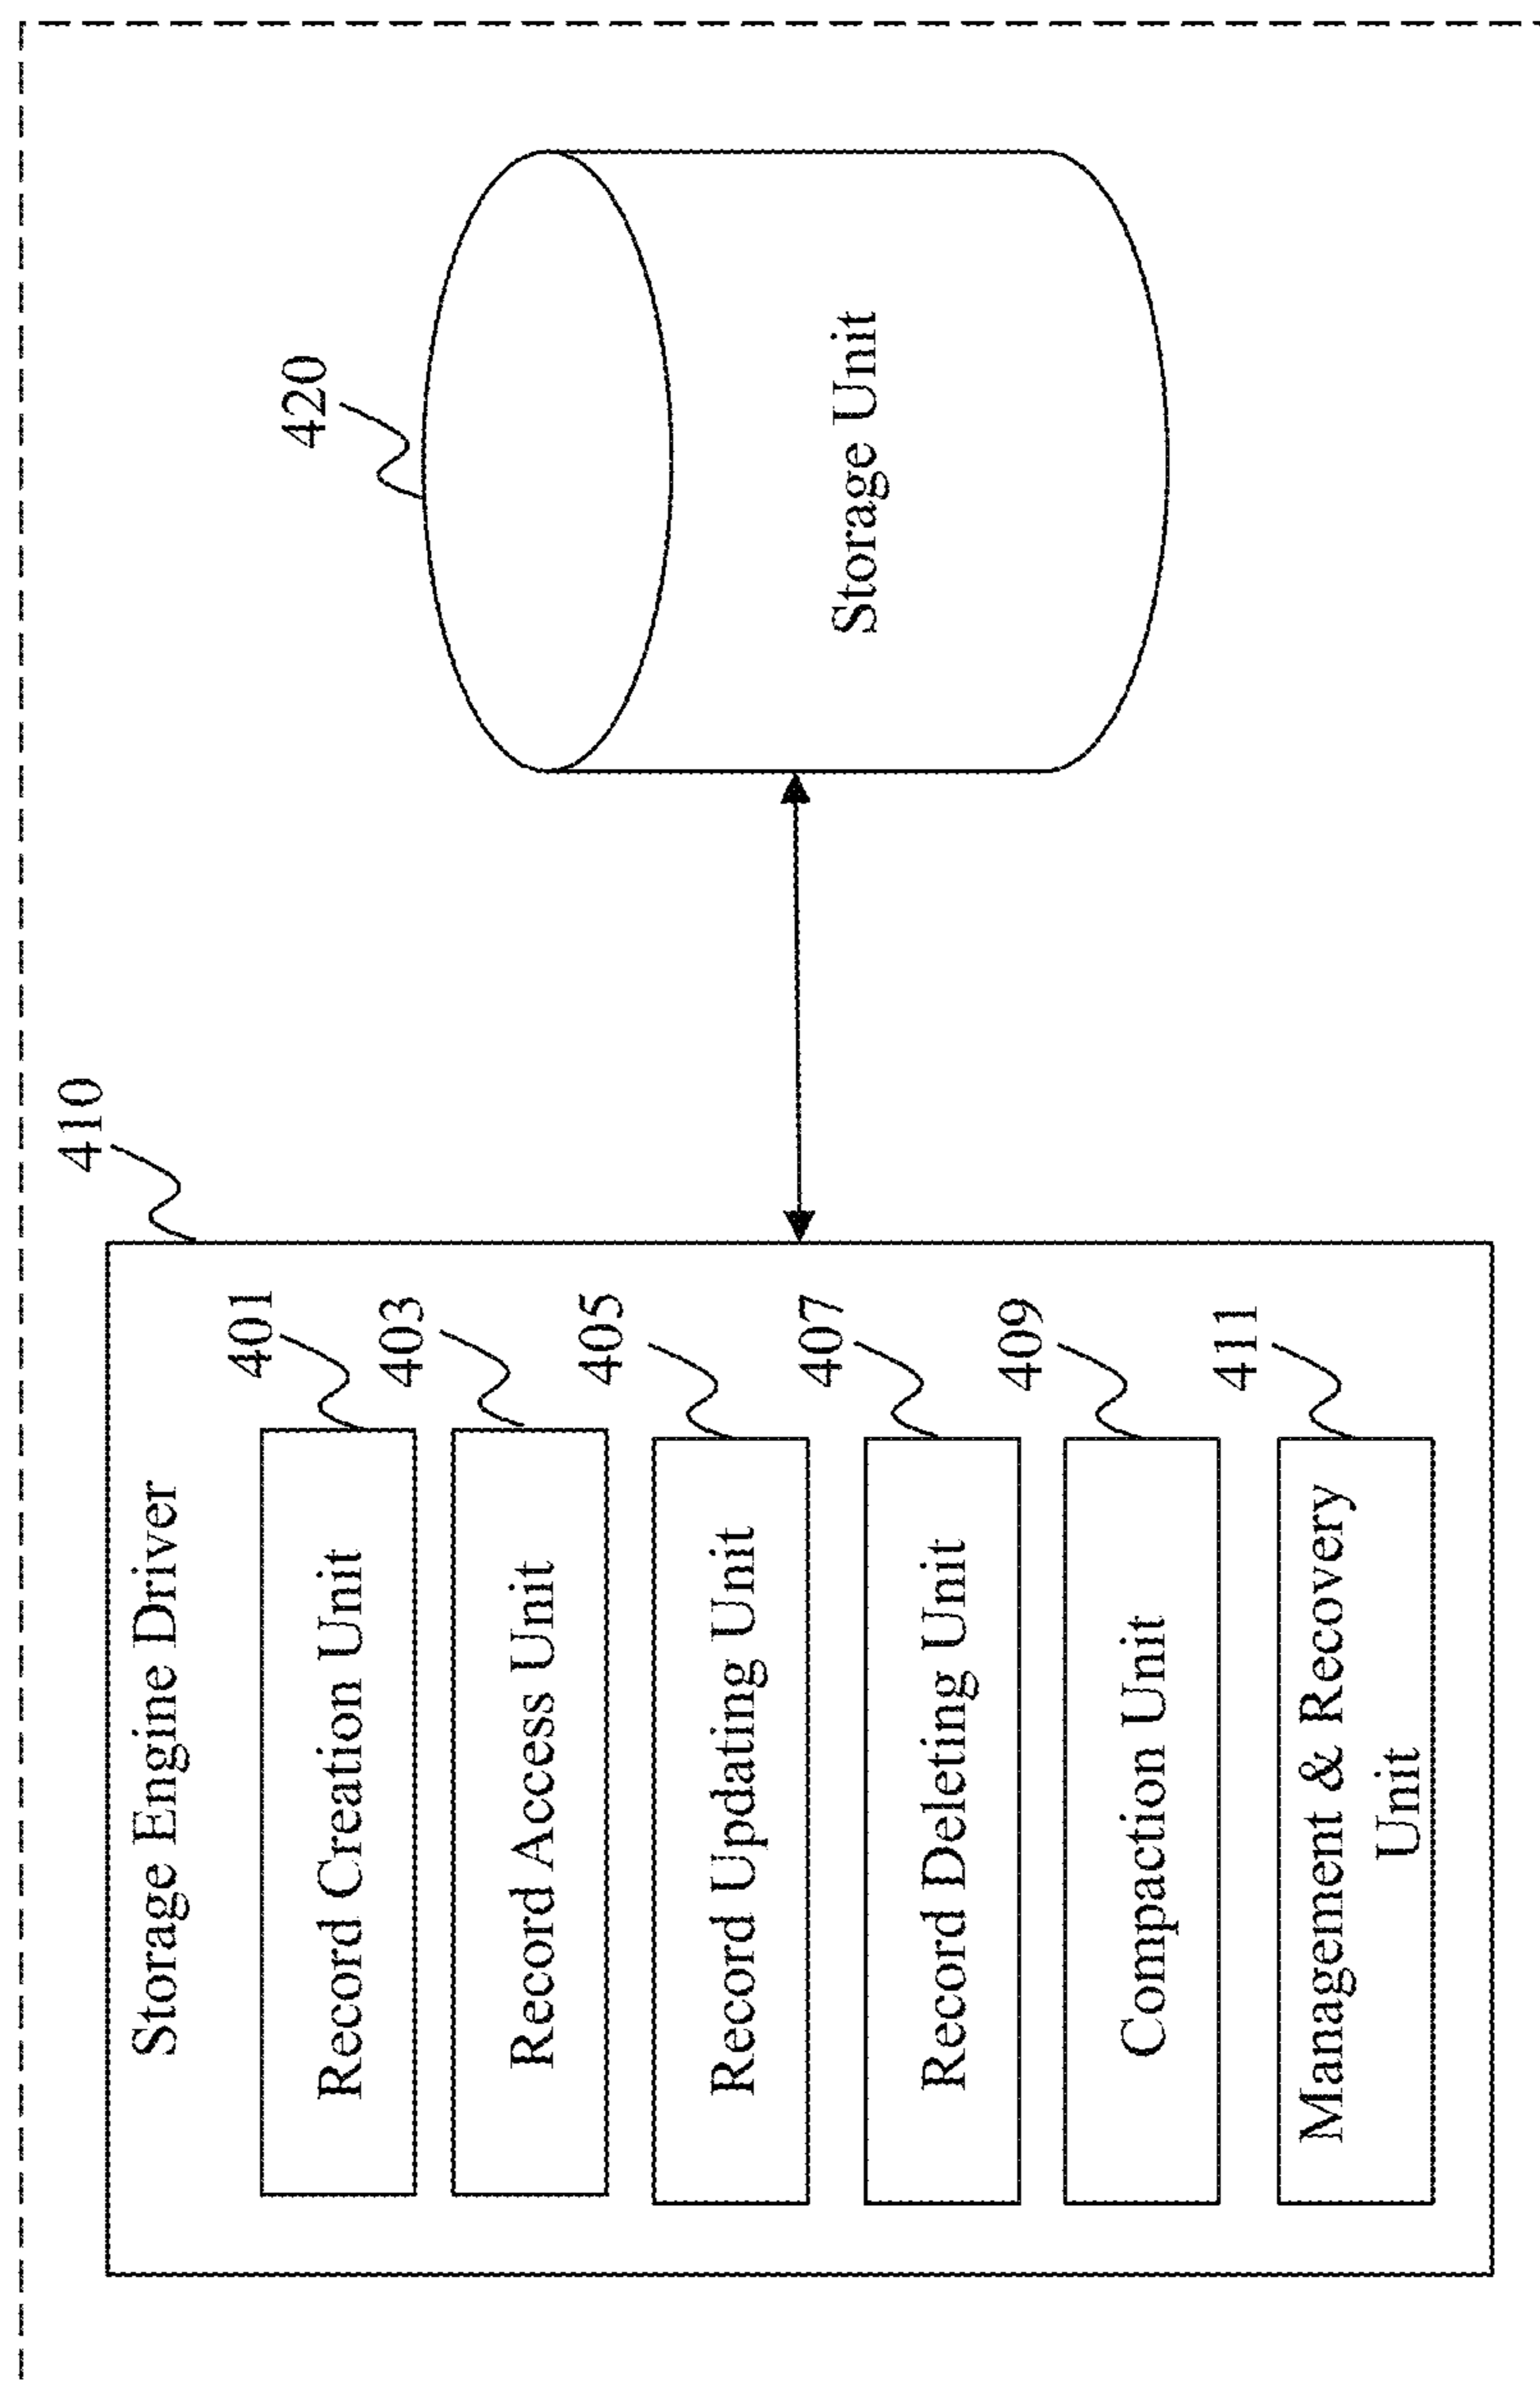 410
Storage Engine Driver
401
Record Creation Unit
403
Record Access Unit
405
Record Updating Unit
407
Record Deleting Unit
409
Compaction Unit
411
Management & Recovery
Unit
420
Storage Unit